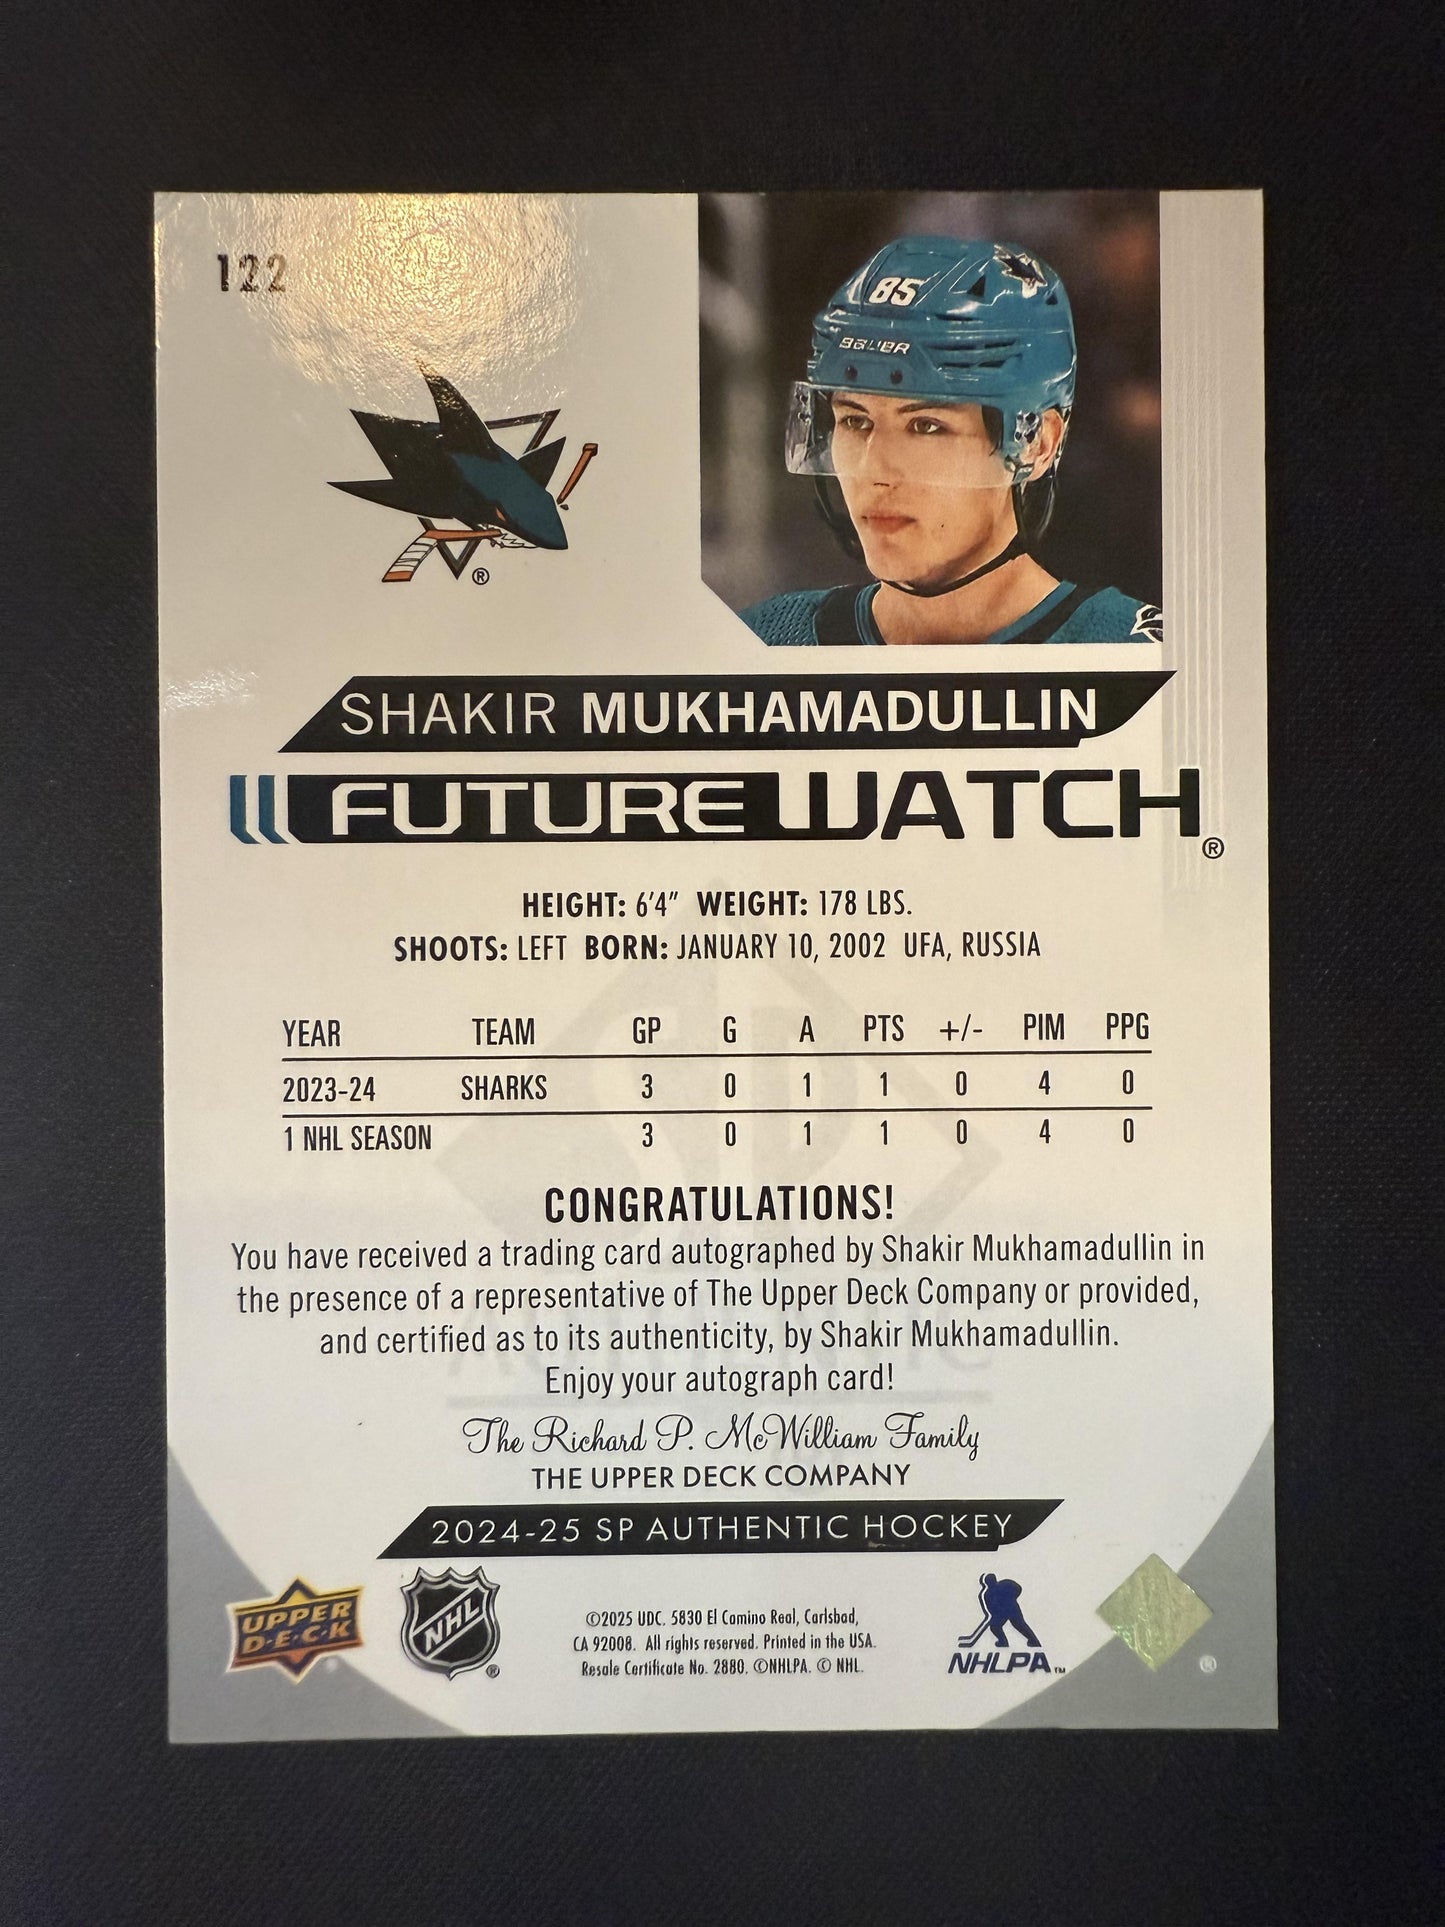 122
85
BAUER
®
SHAKIR MUKHAMADULLIN
FUTURE WATCH®
HEIGHT: 6'4" WEIGHT: 178 LBS.
SHOOTS: LEFT BORN: JANUARY 10, 2002 UFA, RUSSIA
YEAR TEAM GP G A PTS +/- PIM PPG
2023-24 SHARKS 3 0 1 1 0 4 0
1 NHL SEASON 3 0 1 1 0 4 0
CONGRATULATIONS!
You have received a trading card autographed by Shakir Mukhamadullin in
the presence of a representative of The Upper Deck Company or provided,
and certified as to its authenticity, by Shakir Mukhamadullin.
Enjoy your autograph card!
The Richard P. McWilliam Family
THE UPPER DECK COMPANY
2024-25 SP AUTHENTIC HOCKEY
UPPER
D·E·C·K
®
NHL
®
©2025 UDC. 5830 El Camino Real, Carlsbad,
CA 92008. All rights reserved. Printed in the USA.
Resale Certificate No. 2880. ©NHLPA. © NHL.
NHLPA™
®